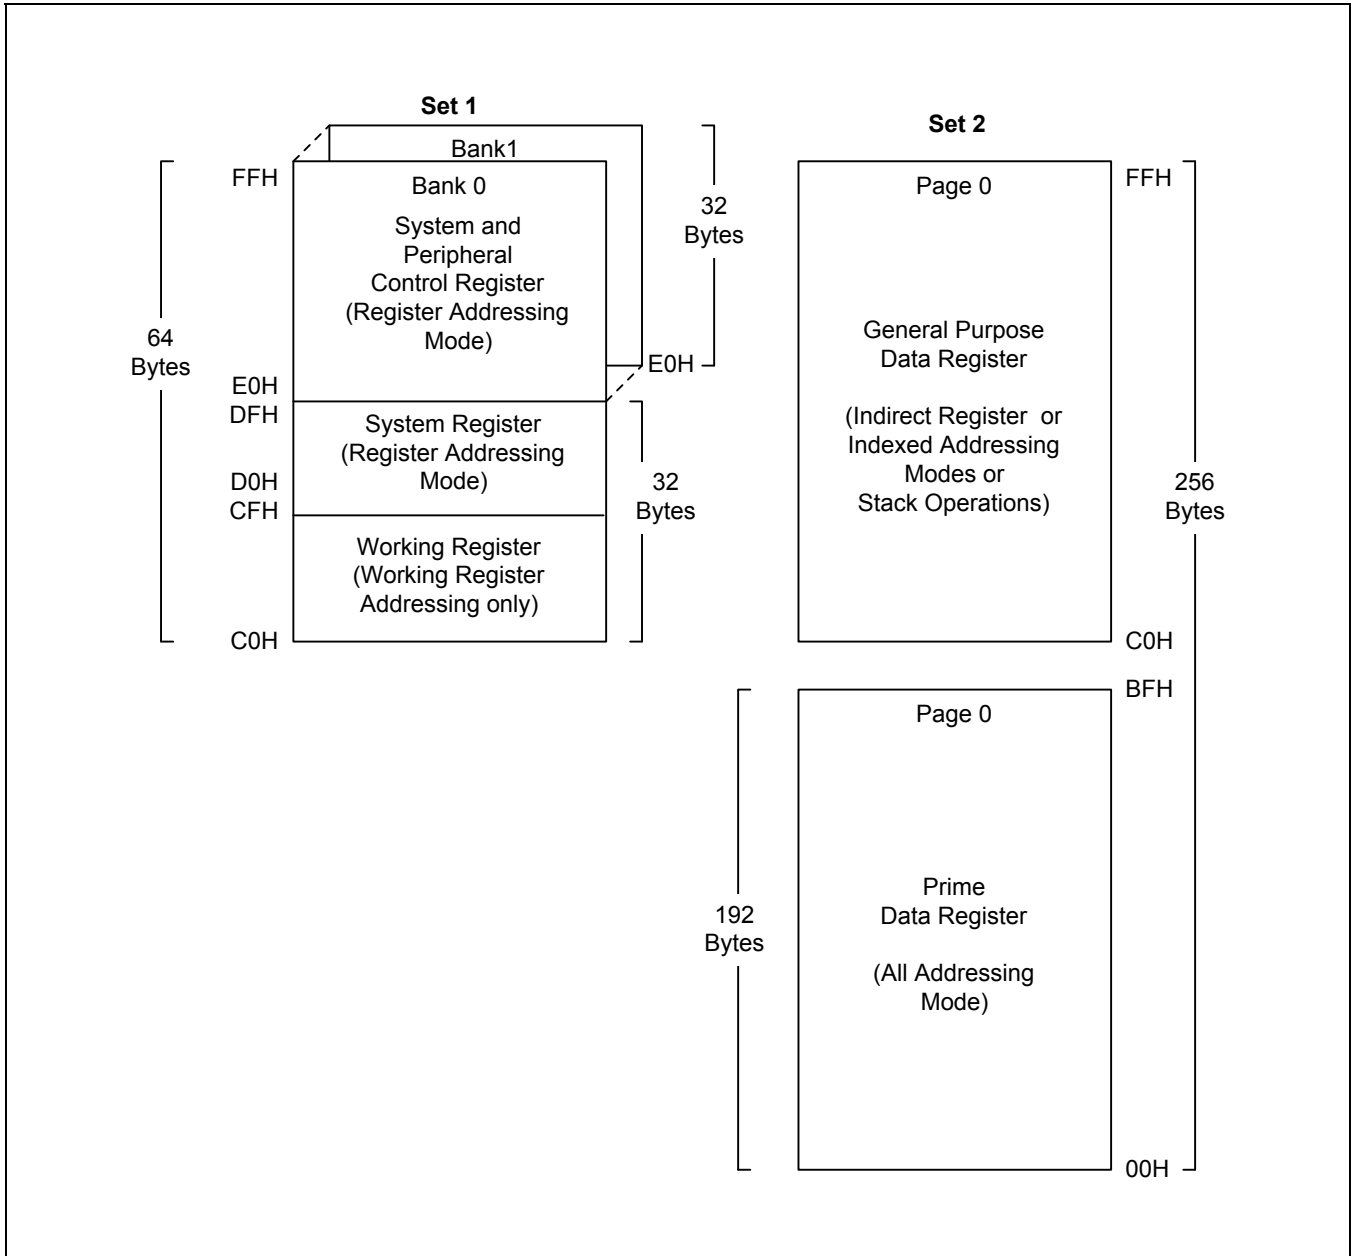 Set 1
Bank1
Bank 0
System and
Peripheral
Control Register
(Register Addressing
Mode)
FFH
64
Bytes
E0H
DFH
D0H
CFH
C0H
32
Bytes
E0H
System Register
(Register Addressing
Mode)
32
Bytes
Working Register
(Working Register
Addressing only)
Set 2
Page 0
FFH
General Purpose
Data Register
(Indirect Register or
Indexed Addressing
Modes or
Stack Operations)
256
Bytes
C0H
BFH
Page 0
192
Bytes
Prime
Data Register
(All Addressing
Mode)
00H